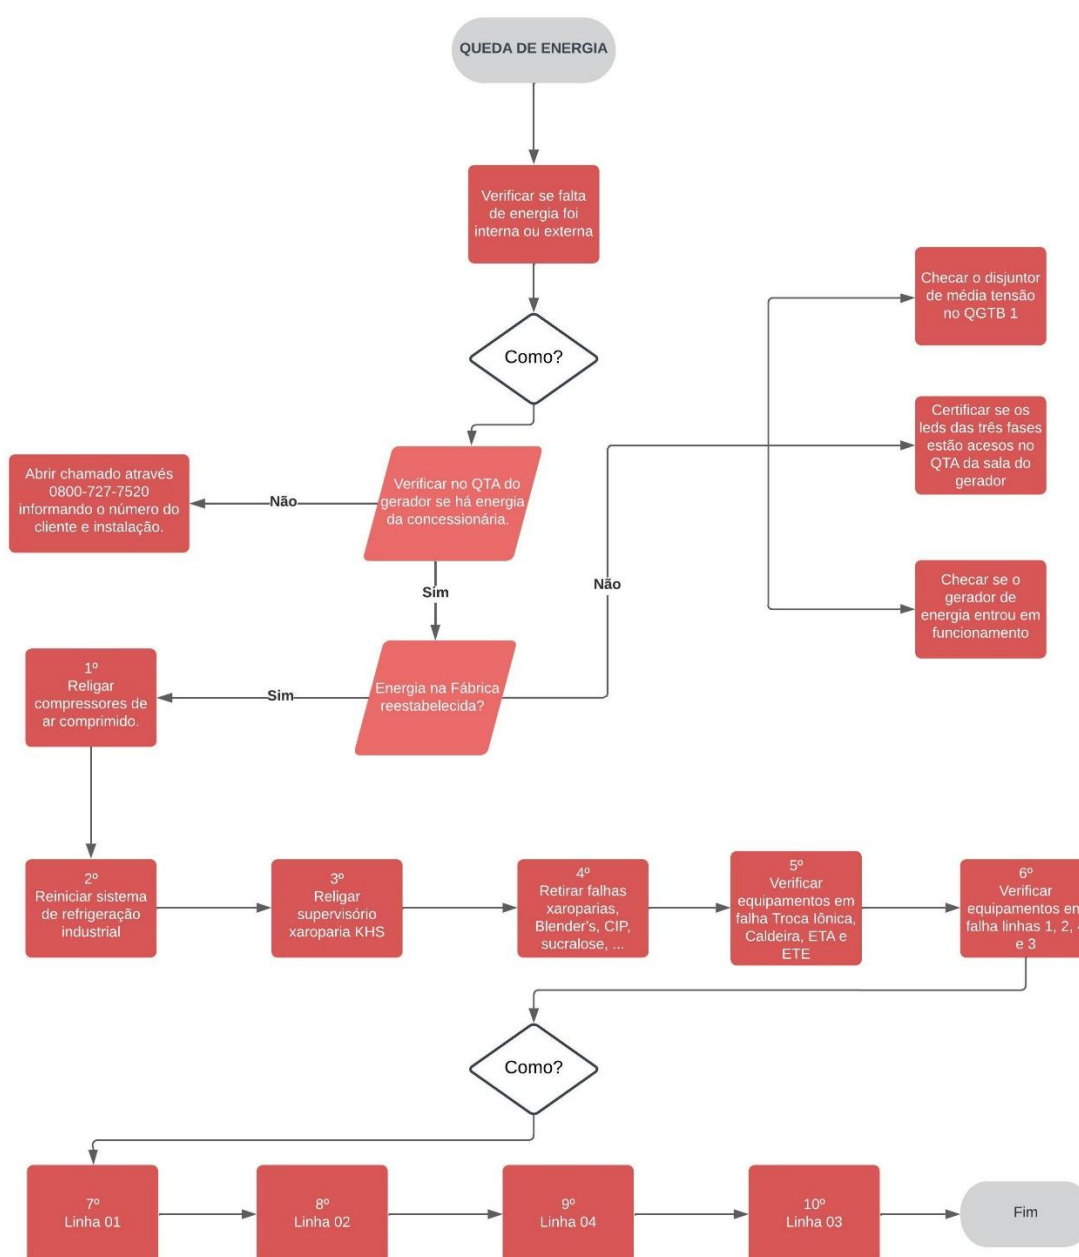 QUEDA DE ENERGIA
Verificar se falta
de energia foi
interna ou externa
Como?
Checar o disjuntor
de média tensão
no QGTB 1
Certificar se os
leds das três fases
estão acesos no
QTA da sala do
gerador
Checar se o
gerador de
energia entrou em
funcionamento
Verificar no QTA do
gerador se há energia
da concessionária.
Não
Abrir chamado através
0800-727-7520
informando o número do
cliente e instalação.
Sim
Não
Energia na Fábrica
reestabelecida?
Sim
1º
Religar
compressores de
ar comprimido.
2º
Reiniciar sistema
de refrigeração
industrial
3º
Religar
supervisório
xaroparia KHS
4º
Retirar falhas
xaroparias,
Blender's, CIP,
sucralose, ...
5º
Verificar
equipamentos em
falha Troca Iônica,
Caldeira, ETA e
ETE
6º
Verificar
equipamentos em
falha linhas 1, 2, 4
e 3
Como?
7º
Linha 01
8º
Linha 02
9º
Linha 04
10º
Linha 03
Fim